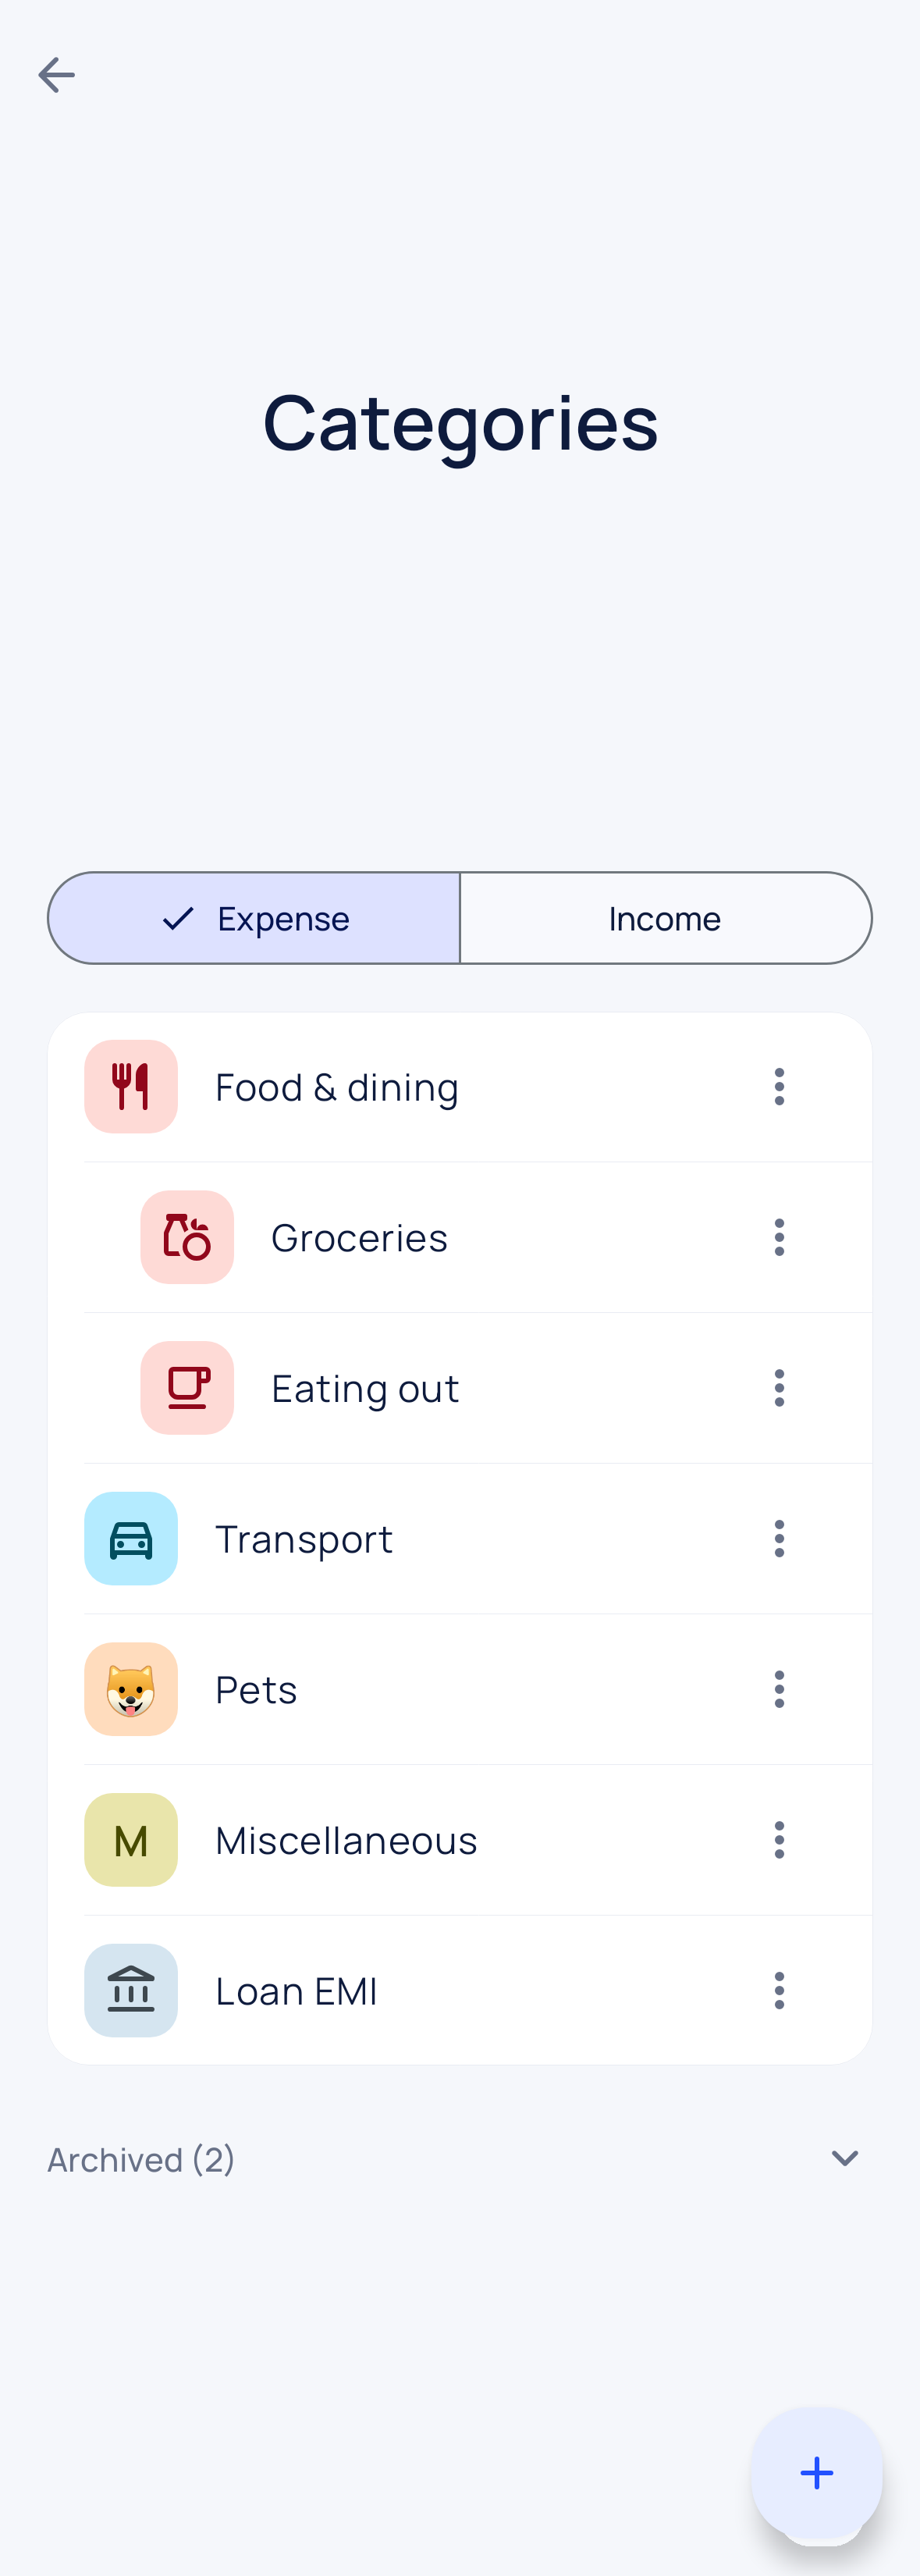 Categories
Expense
Income
Food & dining
Groceries
Eating out
Transport
Pets
M
Miscellaneous
Loan EMI
Archived (2)